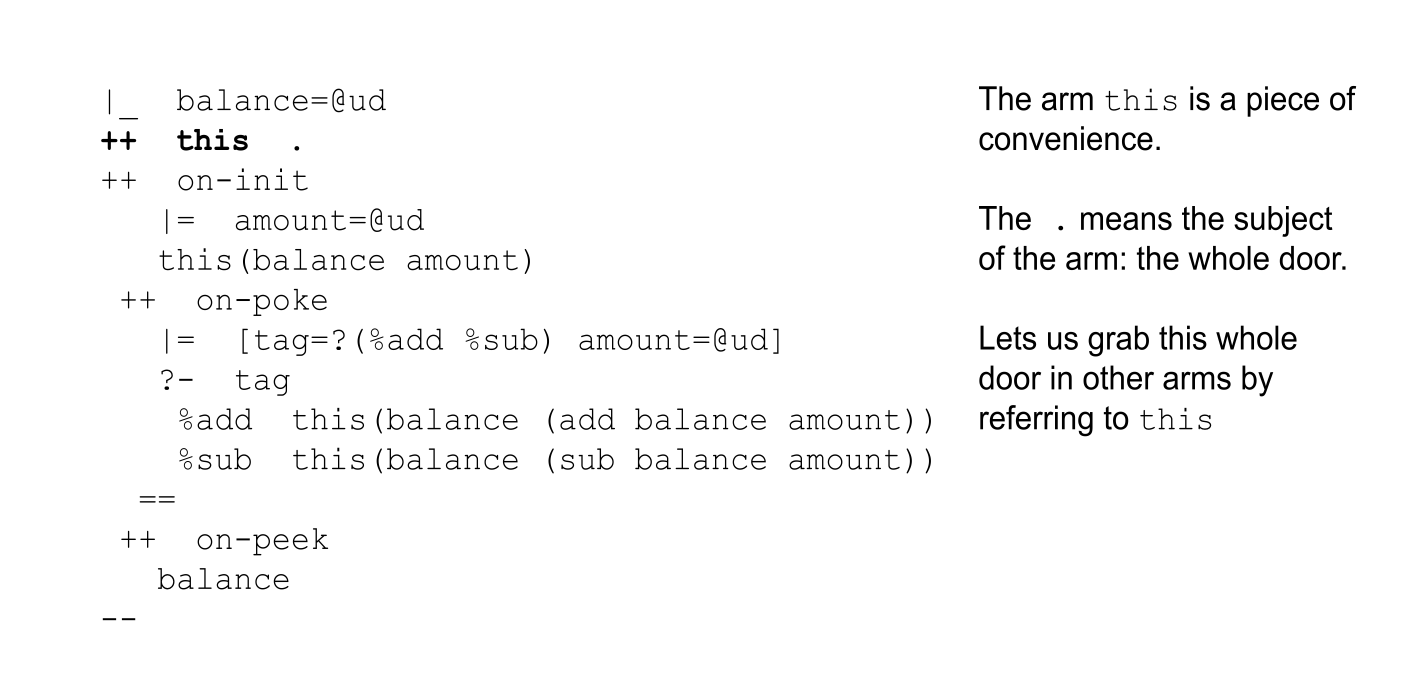 |_  balance=@ud
++  this  .
++  on-init
   |=  amount=@ud
   this(balance amount)
 ++  on-poke
   |=  [tag=?(%add %sub) amount=@ud]
   ?-  tag
    %add  this(balance (add balance amount))
    %sub  this(balance (sub balance amount))
  ==
 ++  on-peek
   balance
--
The arm this is a piece of
convenience.
The . means the subject
of the arm: the whole door.
Lets us grab this whole
door in other arms by
referring to this